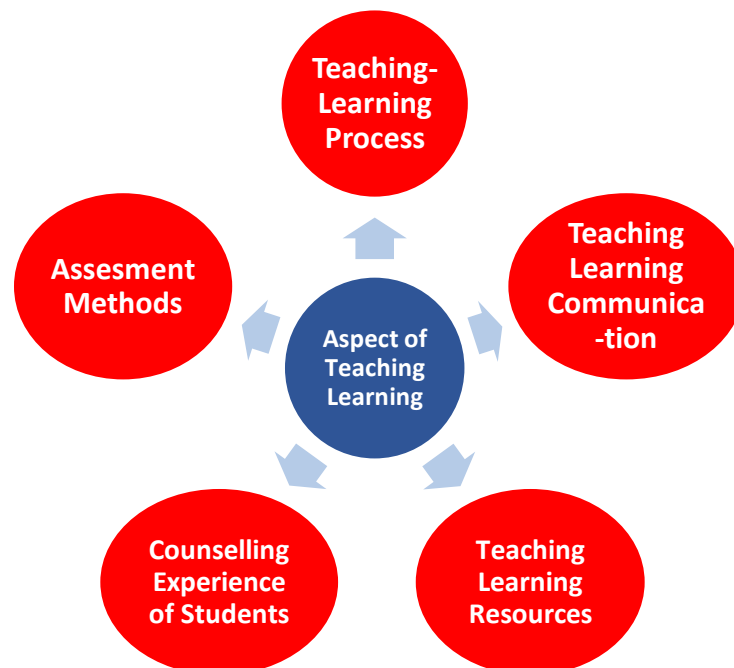 Teaching-
Learning
Process
Teaching
Learning
Communica
-tion
Assesment
Methods
Aspect of
Teaching
Learning
Counselling
Experience
of Students
Teaching
Learning
Resources